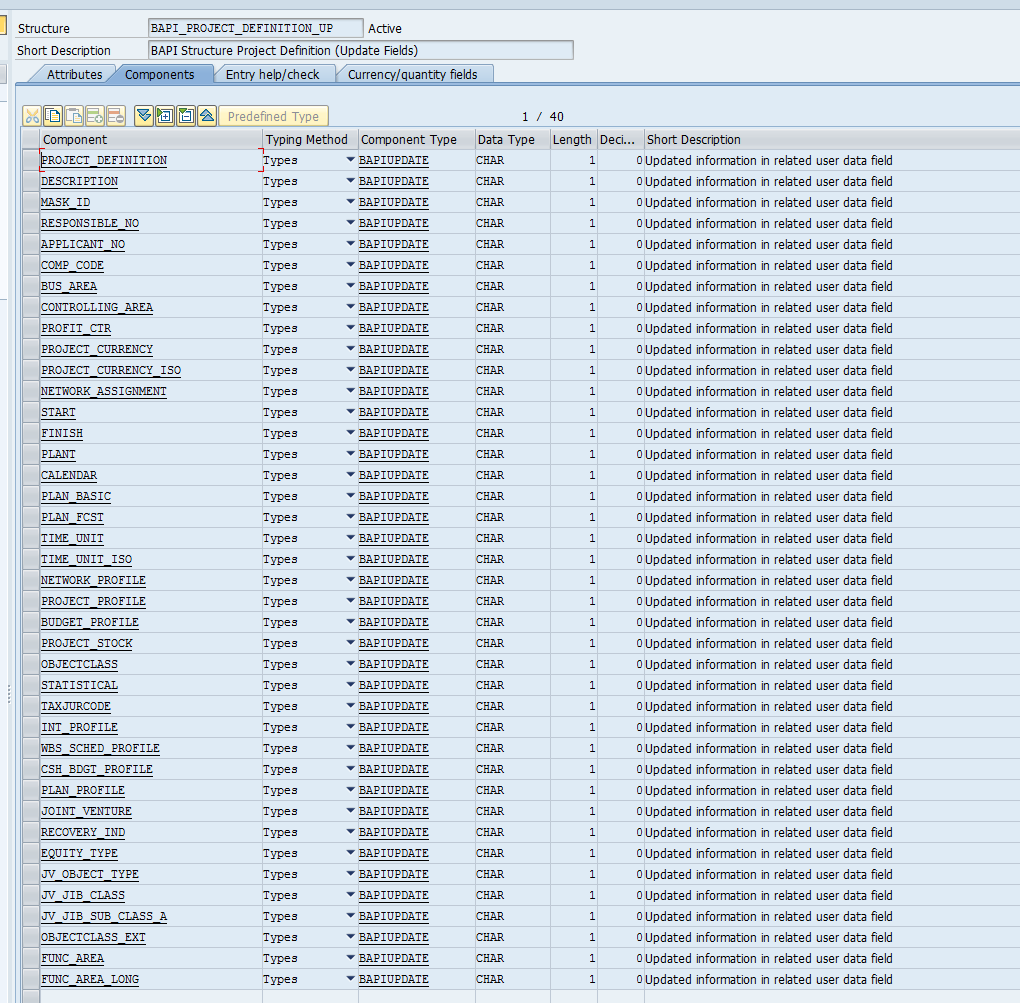 Structure BAPI_PROJECT_DEFINITION_UP Active
Short Description BAPI Structure Project Definition (Update Fields)
Attributes Components Entry help/check Currency/quantity fields
Predefined Type 1 / 40
Component Typing Method Component Type Data Type Length Deci... Short Description
PROJECT_DEFINITION Types BAPIUPDATE CHAR 1 0 Updated information in related user data field
DESCRIPTION Types BAPIUPDATE CHAR 1 0 Updated information in related user data field
MASK_ID Types BAPIUPDATE CHAR 1 0 Updated information in related user data field
RESPONSIBLE_NO Types BAPIUPDATE CHAR 1 0 Updated information in related user data field
APPLICANT_NO Types BAPIUPDATE CHAR 1 0 Updated information in related user data field
COMP_CODE Types BAPIUPDATE CHAR 1 0 Updated information in related user data field
BUS_AREA Types BAPIUPDATE CHAR 1 0 Updated information in related user data field
CONTROLLING_AREA Types BAPIUPDATE CHAR 1 0 Updated information in related user data field
PROFIT_CTR Types BAPIUPDATE CHAR 1 0 Updated information in related user data field
PROJECT_CURRENCY Types BAPIUPDATE CHAR 1 0 Updated information in related user data field
PROJECT_CURRENCY_ISO Types BAPIUPDATE CHAR 1 0 Updated information in related user data field
NETWORK_ASSIGNMENT Types BAPIUPDATE CHAR 1 0 Updated information in related user data field
START Types BAPIUPDATE CHAR 1 0 Updated information in related user data field
FINISH Types BAPIUPDATE CHAR 1 0 Updated information in related user data field
PLANT Types BAPIUPDATE CHAR 1 0 Updated information in related user data field
CALENDAR Types BAPIUPDATE CHAR 1 0 Updated information in related user data field
PLAN_BASIC Types BAPIUPDATE CHAR 1 0 Updated information in related user data field
PLAN_FCST Types BAPIUPDATE CHAR 1 0 Updated information in related user data field
TIME_UNIT Types BAPIUPDATE CHAR 1 0 Updated information in related user data field
TIME_UNIT_ISO Types BAPIUPDATE CHAR 1 0 Updated information in related user data field
NETWORK_PROFILE Types BAPIUPDATE CHAR 1 0 Updated information in related user data field
PROJECT_PROFILE Types BAPIUPDATE CHAR 1 0 Updated information in related user data field
BUDGET_PROFILE Types BAPIUPDATE CHAR 1 0 Updated information in related user data field
PROJECT_STOCK Types BAPIUPDATE CHAR 1 0 Updated information in related user data field
OBJECTCLASS Types BAPIUPDATE CHAR 1 0 Updated information in related user data field
STATISTICAL Types BAPIUPDATE CHAR 1 0 Updated information in related user data field
TAXJURCODE Types BAPIUPDATE CHAR 1 0 Updated information in related user data field
INT_PROFILE Types BAPIUPDATE CHAR 1 0 Updated information in related user data field
WBS_SCHED_PROFILE Types BAPIUPDATE CHAR 1 0 Updated information in related user data field
CSH_BDGT_PROFILE Types BAPIUPDATE CHAR 1 0 Updated information in related user data field
PLAN_PROFILE Types BAPIUPDATE CHAR 1 0 Updated information in related user data field
JOINT_VENTURE Types BAPIUPDATE CHAR 1 0 Updated information in related user data field
RECOVERY_IND Types BAPIUPDATE CHAR 1 0 Updated information in related user data field
EQUITY_TYPE Types BAPIUPDATE CHAR 1 0 Updated information in related user data field
JV_OBJECT_TYPE Types BAPIUPDATE CHAR 1 0 Updated information in related user data field
JV_JIB_CLASS Types BAPIUPDATE CHAR 1 0 Updated information in related user data field
JV_JIB_SUB_CLASS_A Types BAPIUPDATE CHAR 1 0 Updated information in related user data field
OBJECTCLASS_EXT Types BAPIUPDATE CHAR 1 0 Updated information in related user data field
FUNC_AREA Types BAPIUPDATE CHAR 1 0 Updated information in related user data field
FUNC_AREA_LONG Types BAPIUPDATE CHAR 1 0 Updated information in related user data field